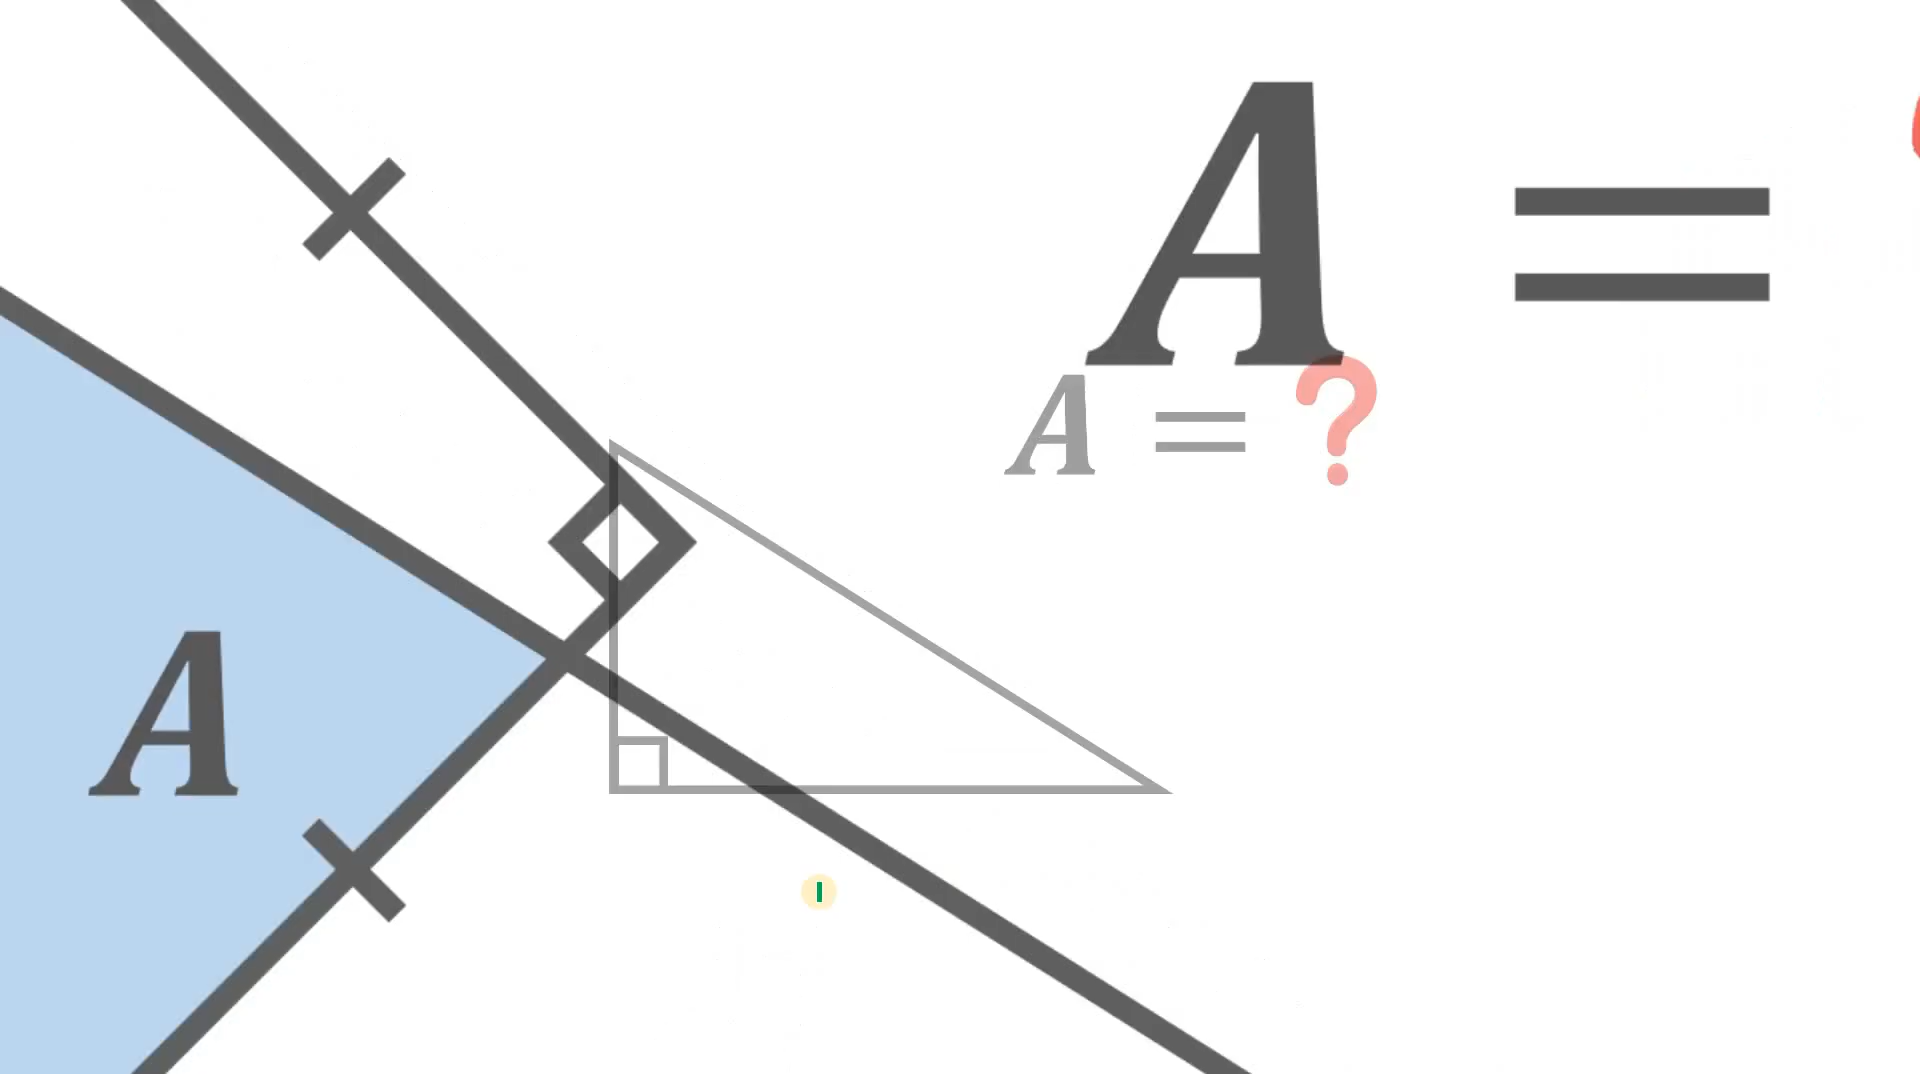 A =
A = ?
A